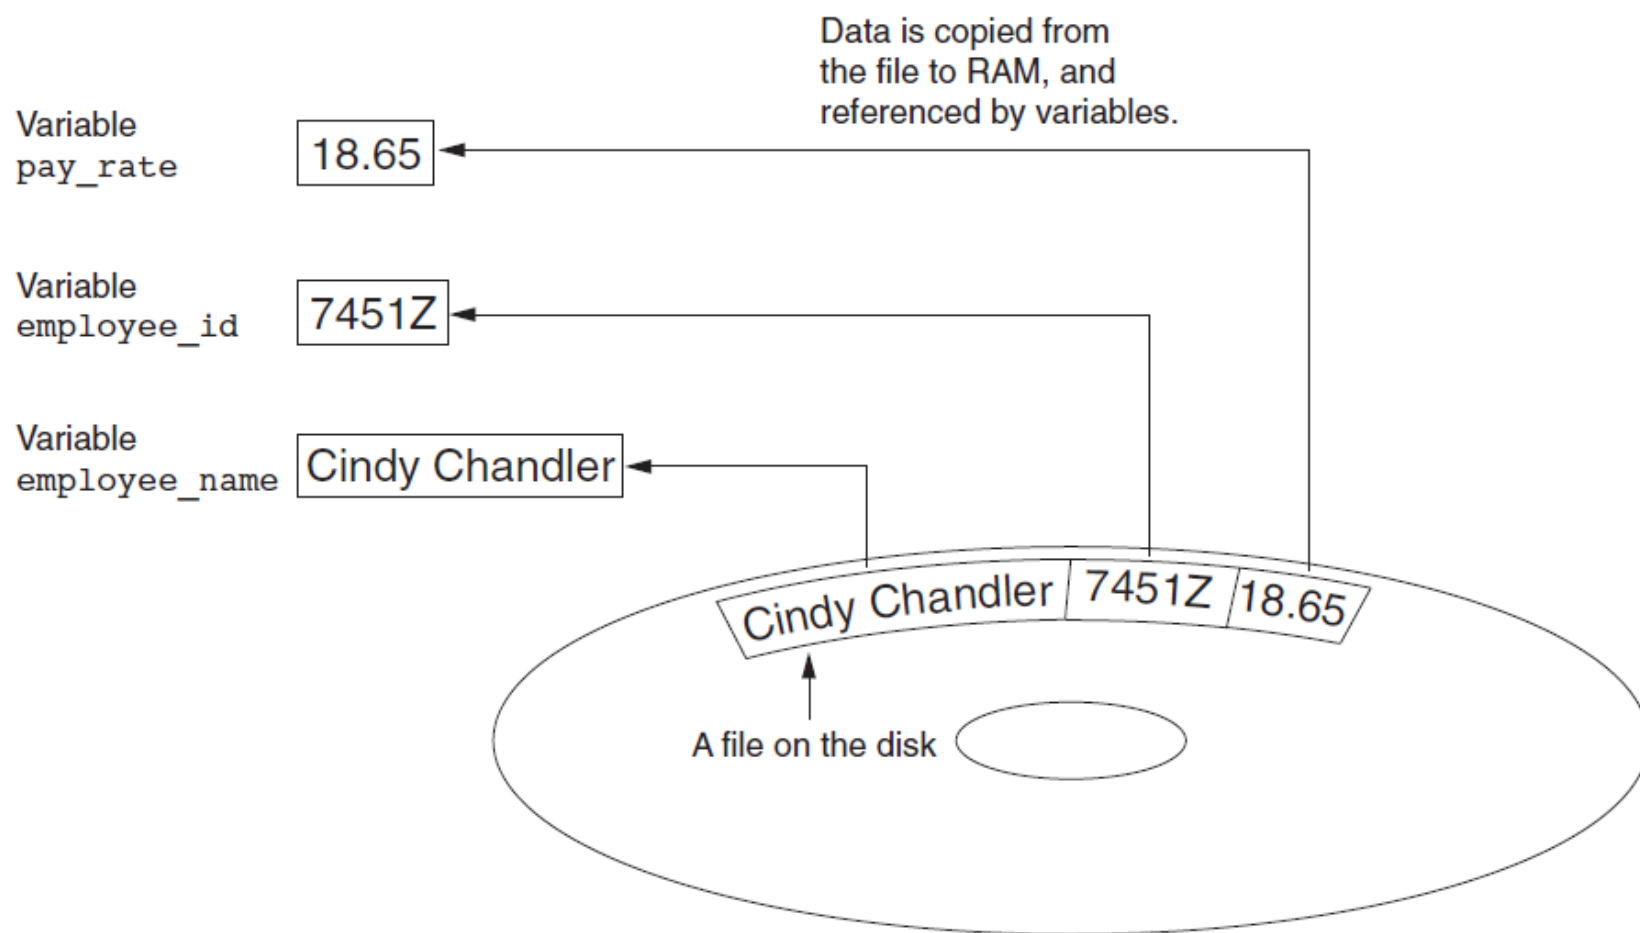 Data is copied from
the file to RAM, and
referenced by variables.
Variable
pay_rate
18.65
Variable
employee_id
7451Z
Variable
employee_name
Cindy Chandler
Cindy Chandler 7451Z 18.65
A file on the disk